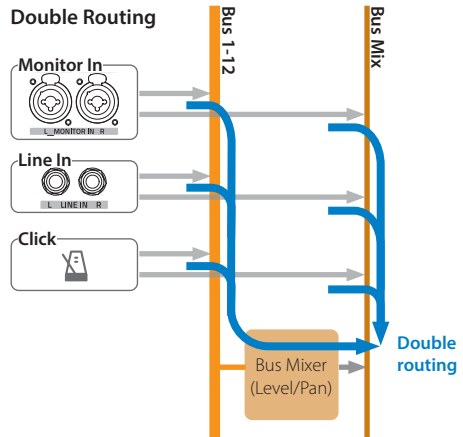 Double Routing
Bus 1-12
Bus Mix
Monitor In
L_MONITOR IN R
Line In
L LINE IN R
Click
Double
routing
Bus Mixer
(Level/Pan)